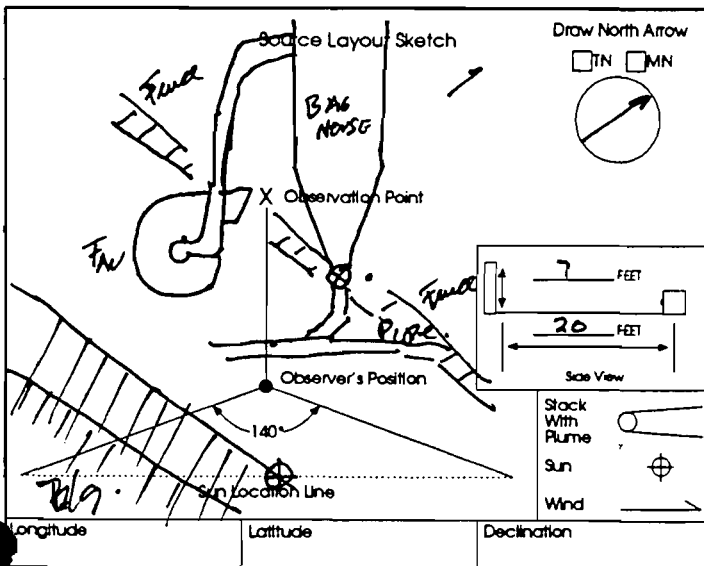 Source Layout Sketch
Draw North Arrow
TN MN
Fence
BAG
HOUSE
X Observation Point
FAN
7 FEET
Fence
PIPE
20 FEET
Side View
Observer's Position
140°
Stack
With
Plume
Sun
Wind
Sun Location Line
Bldg.
Longitude
Latitude
Declination